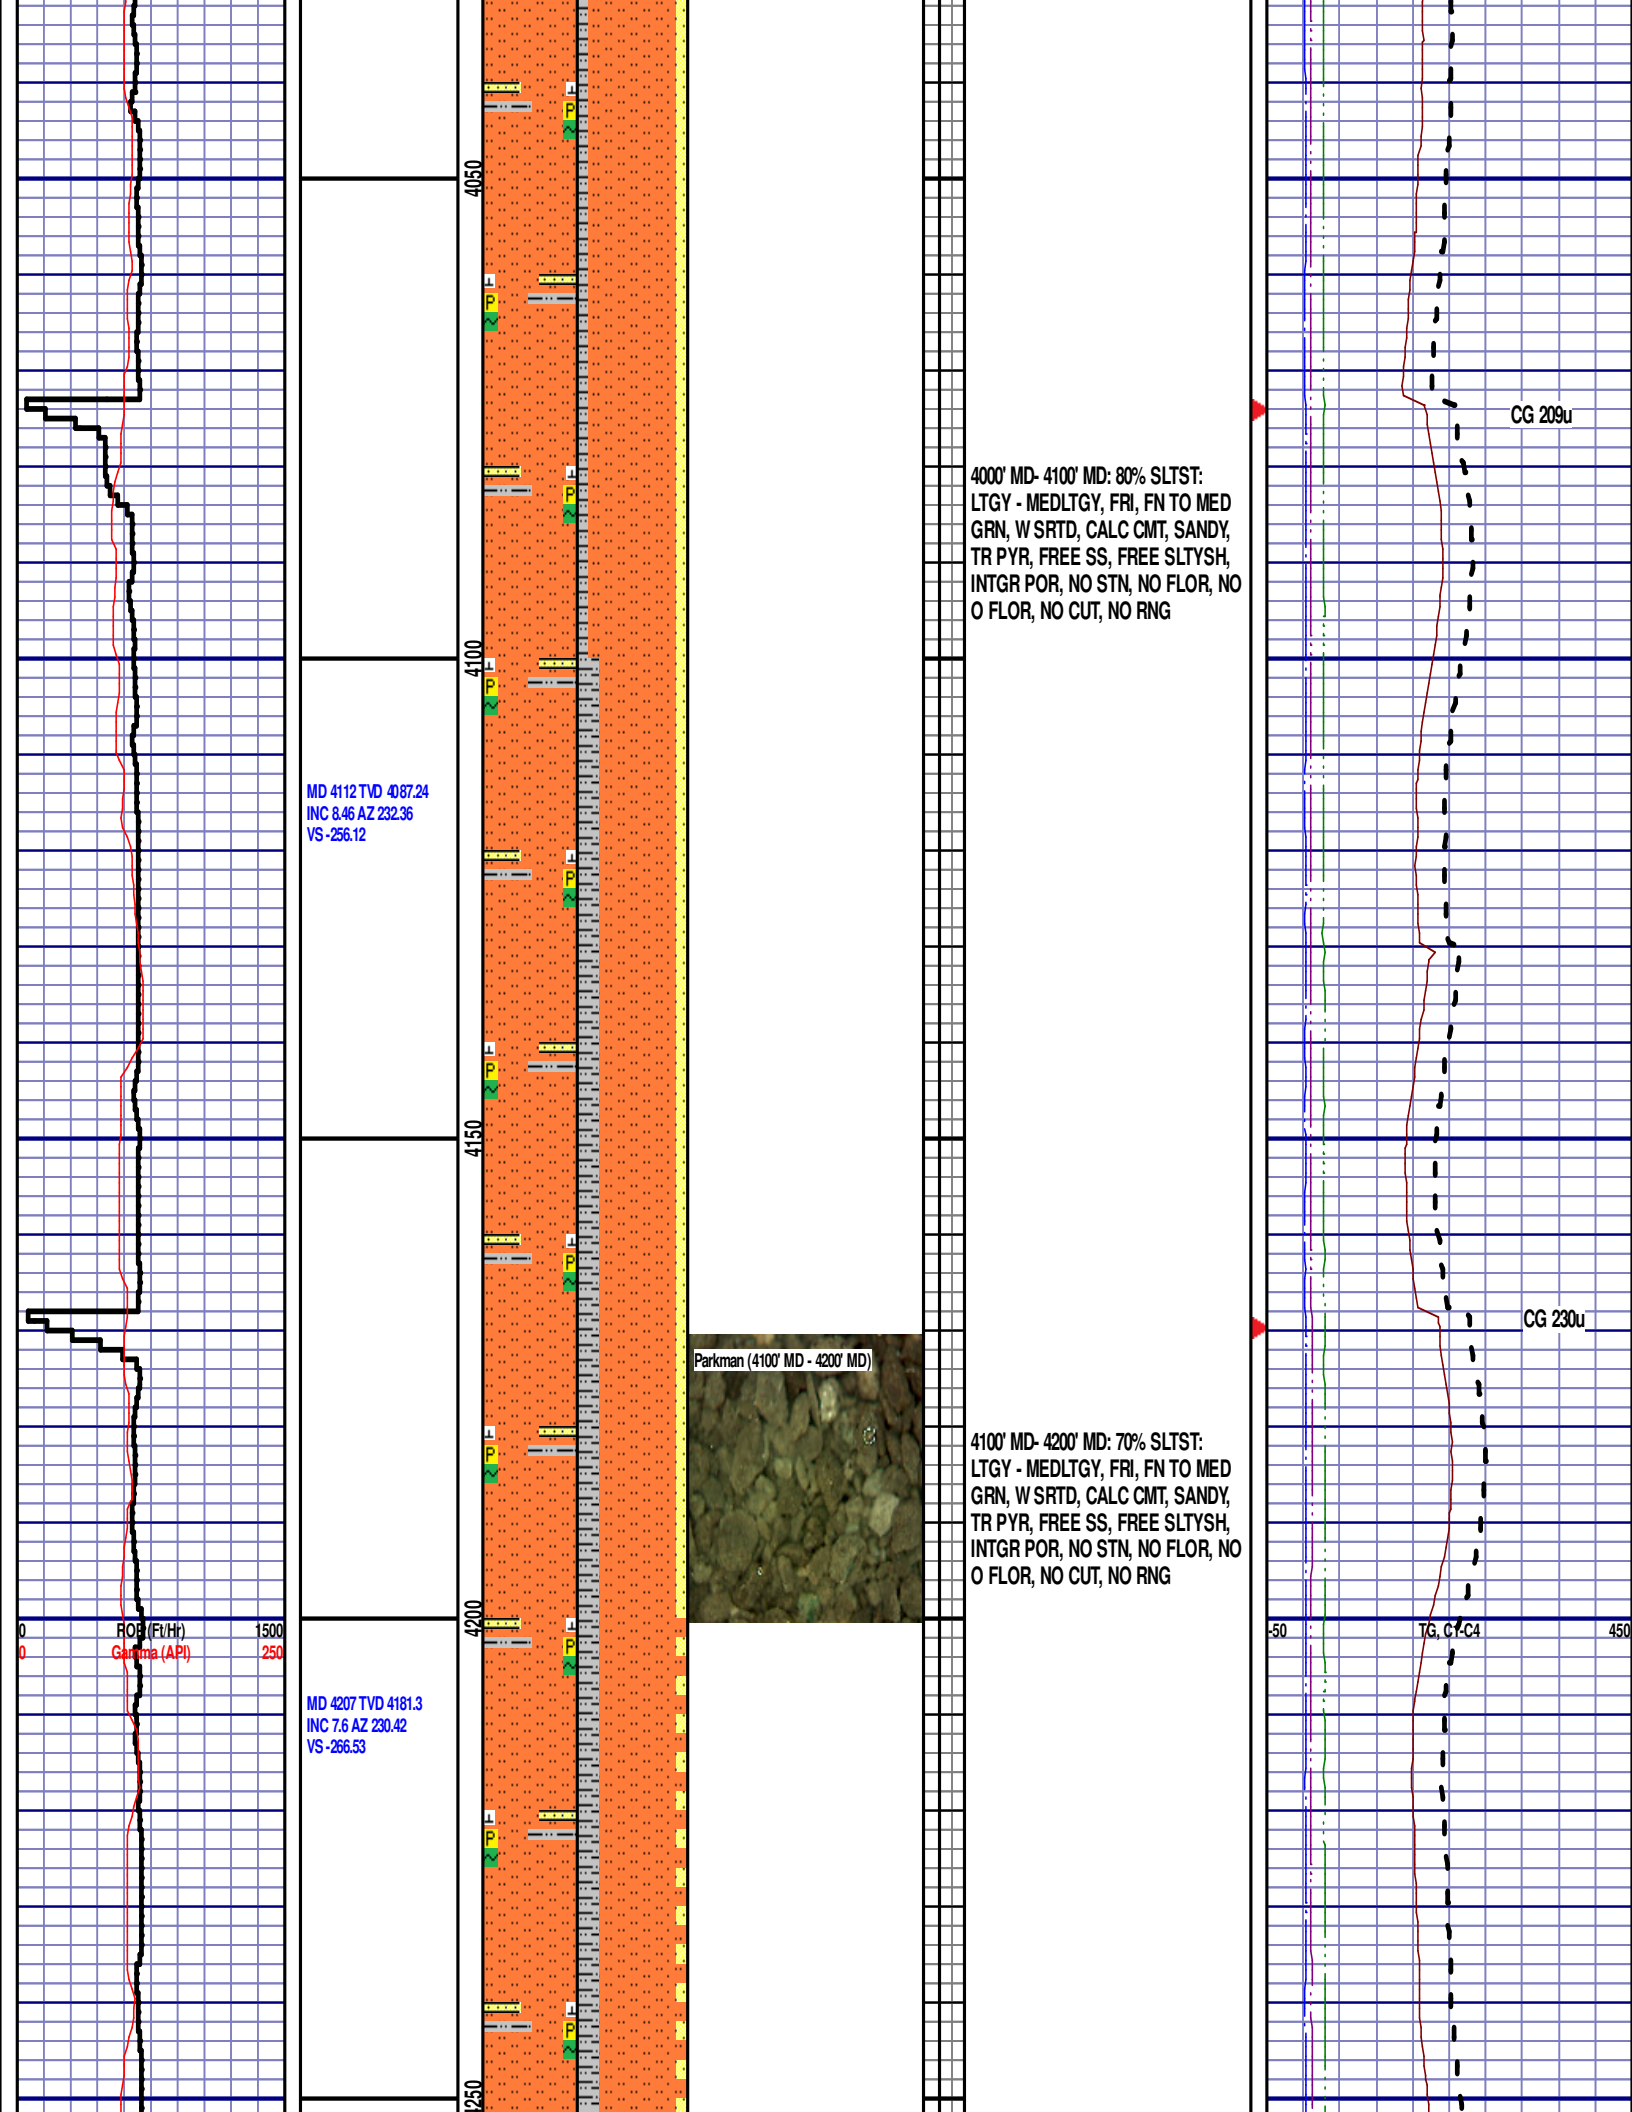 4050
CG 209u
4000' MD- 4100' MD: 80% SLTST:
LTGY - MEDLTGY, FRI, FN TO MED
GRN, W SRTD, CALC CMT, SANDY,
TR PYR, FREE SS, FREE SLTYSH,
INTGR POR, NO STN, NO FLOR, NO
O FLOR, NO CUT, NO RNG
4100
MD 4112 TVD 4087.24
INC 8.46 AZ 232.36
VS -256.12
4150
CG 230u
Parkman (4100' MD - 4200' MD)
4100' MD- 4200' MD: 70% SLTST:
LTGY - MEDLTGY, FRI, FN TO MED
GRN, W SRTD, CALC CMT, SANDY,
TR PYR, FREE SS, FREE SLTYSH,
INTGR POR, NO STN, NO FLOR, NO
O FLOR, NO CUT, NO RNG
4200
0 ROP (Ft/Hr) 1500
0 Gamma (API) 250
-50 TG, C1-C4 450
MD 4207 TVD 4181.3
INC 7.6 AZ 230.42
VS -266.53
4250
P
P
P
P
P
P
P
P
P
P
P